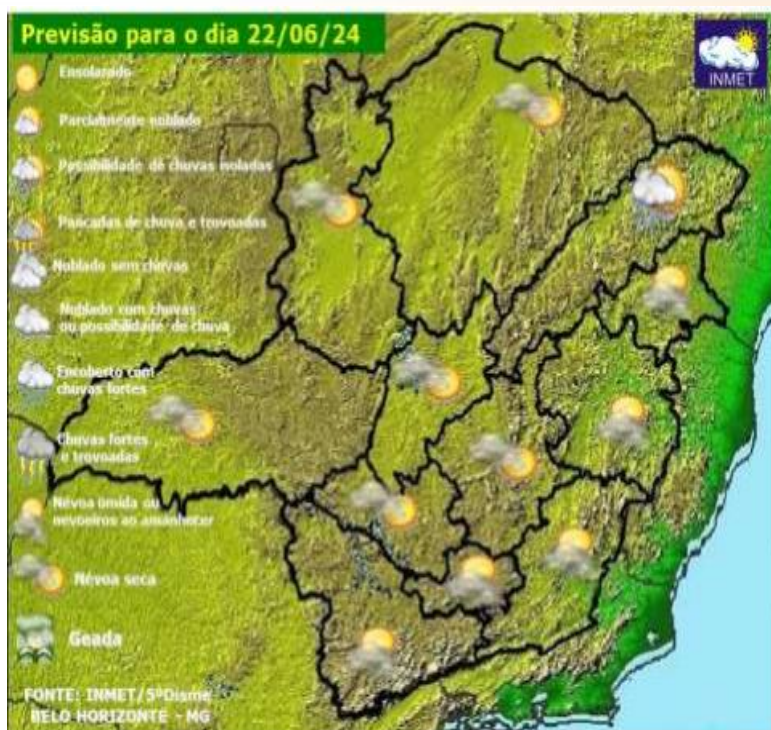 Previsão para o dia 22/06/24
INMET
Ensolarado
Parcialmente nublado
Possibilidade de chuvas isoladas
Pancadas de chuva e trovoadas
Nublado sem chuvas
Nublado com chuvas
ou possibilidade de chuva
Encoberto com
chuvas fortes
Chuvas fortes
e trovoadas
Névoa úmida ou
nevoeiros ao amanhecer
Névoa seca
Geada
FONTE: INMET/5ºDisme
BELO HORIZONTE - MG